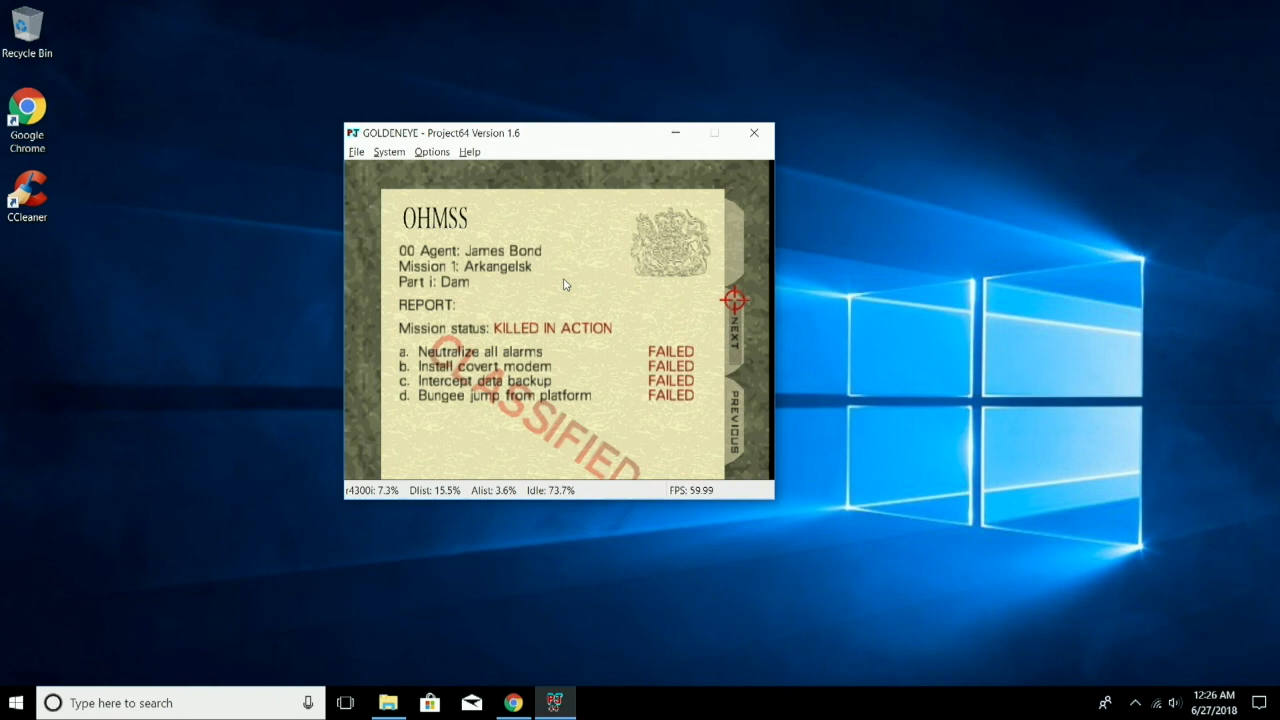 Recycle Bin
Google
Chrome
CCleaner
GOLDENEYE - Project64 Version 1.6
File System Options Help
OHMSS
00 Agent: James Bond
Mission 1: Arkangelsk
Part i: Dam
REPORT:
Mission status: KILLED IN ACTION
a. Neutralize all alarms FAILED
b. Install covert modem FAILED
c. Intercept data backup FAILED
d. Bungee jump from platform FAILED
CLASSIFIED
NEXT
PREVIOUS
r4300i: 7.3% Dlist: 15.5% Alist: 3.6% Idle: 73.7% FPS: 59.99
Type here to search
12:26 AM
6/27/2018